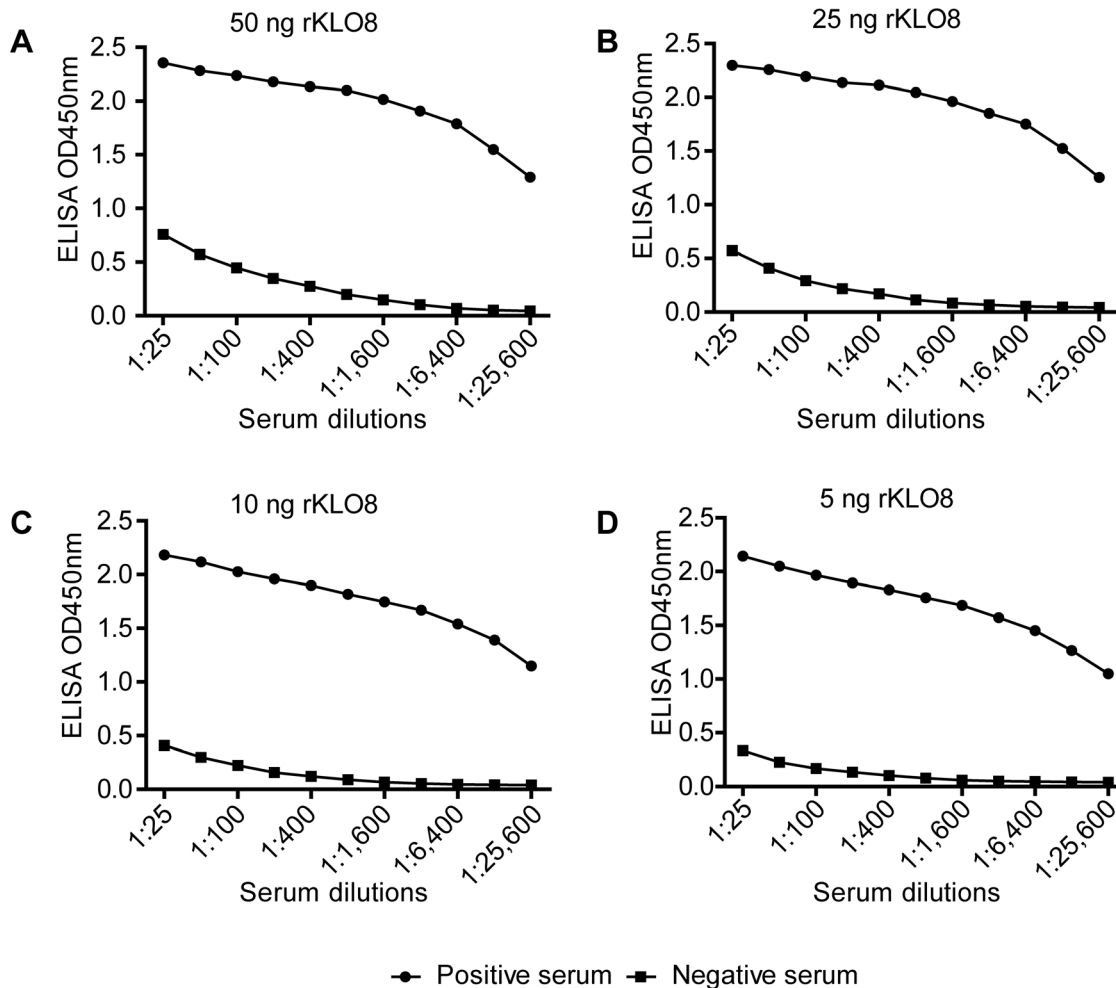 A
50 ng rKLO8
ELISA OD450nm
2.5
2.0
1.5
1.0
0.5
0.0
1:25
1:100
1:400
1:1,600
1:6,400
1:25,600
Serum dilutions
B
25 ng rKLO8
ELISA OD450nm
2.5
2.0
1.5
1.0
0.5
0.0
1:25
1:100
1:400
1:1,600
1:6,400
1:25,600
Serum dilutions
C
10 ng rKLO8
ELISA OD450nm
2.5
2.0
1.5
1.0
0.5
0.0
1:25
1:100
1:400
1:1,600
1:6,400
1:25,600
Serum dilutions
D
5 ng rKLO8
ELISA OD450nm
2.5
2.0
1.5
1.0
0.5
0.0
1:25
1:100
1:400
1:1,600
1:6,400
1:25,600
Serum dilutions
Positive serum Negative serum